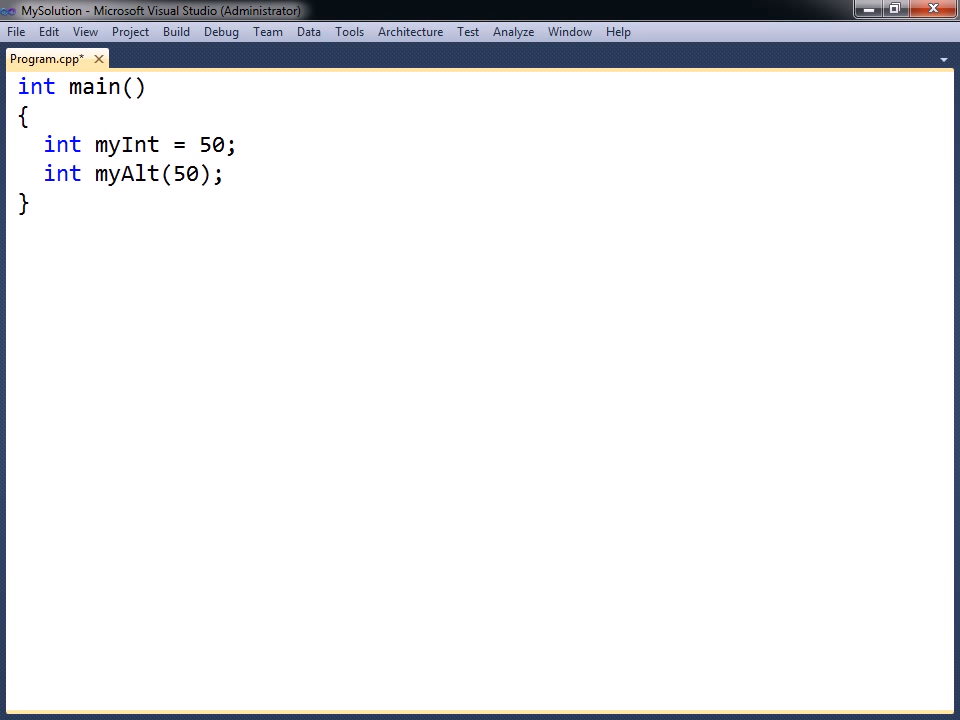 MySolution - Microsoft Visual Studio (Administrator)
File Edit View Project Build Debug Team Data Tools Architecture Test Analyze Window Help
Program.cpp*
int main()
{
  int myInt = 50;
  int myAlt(50);
}